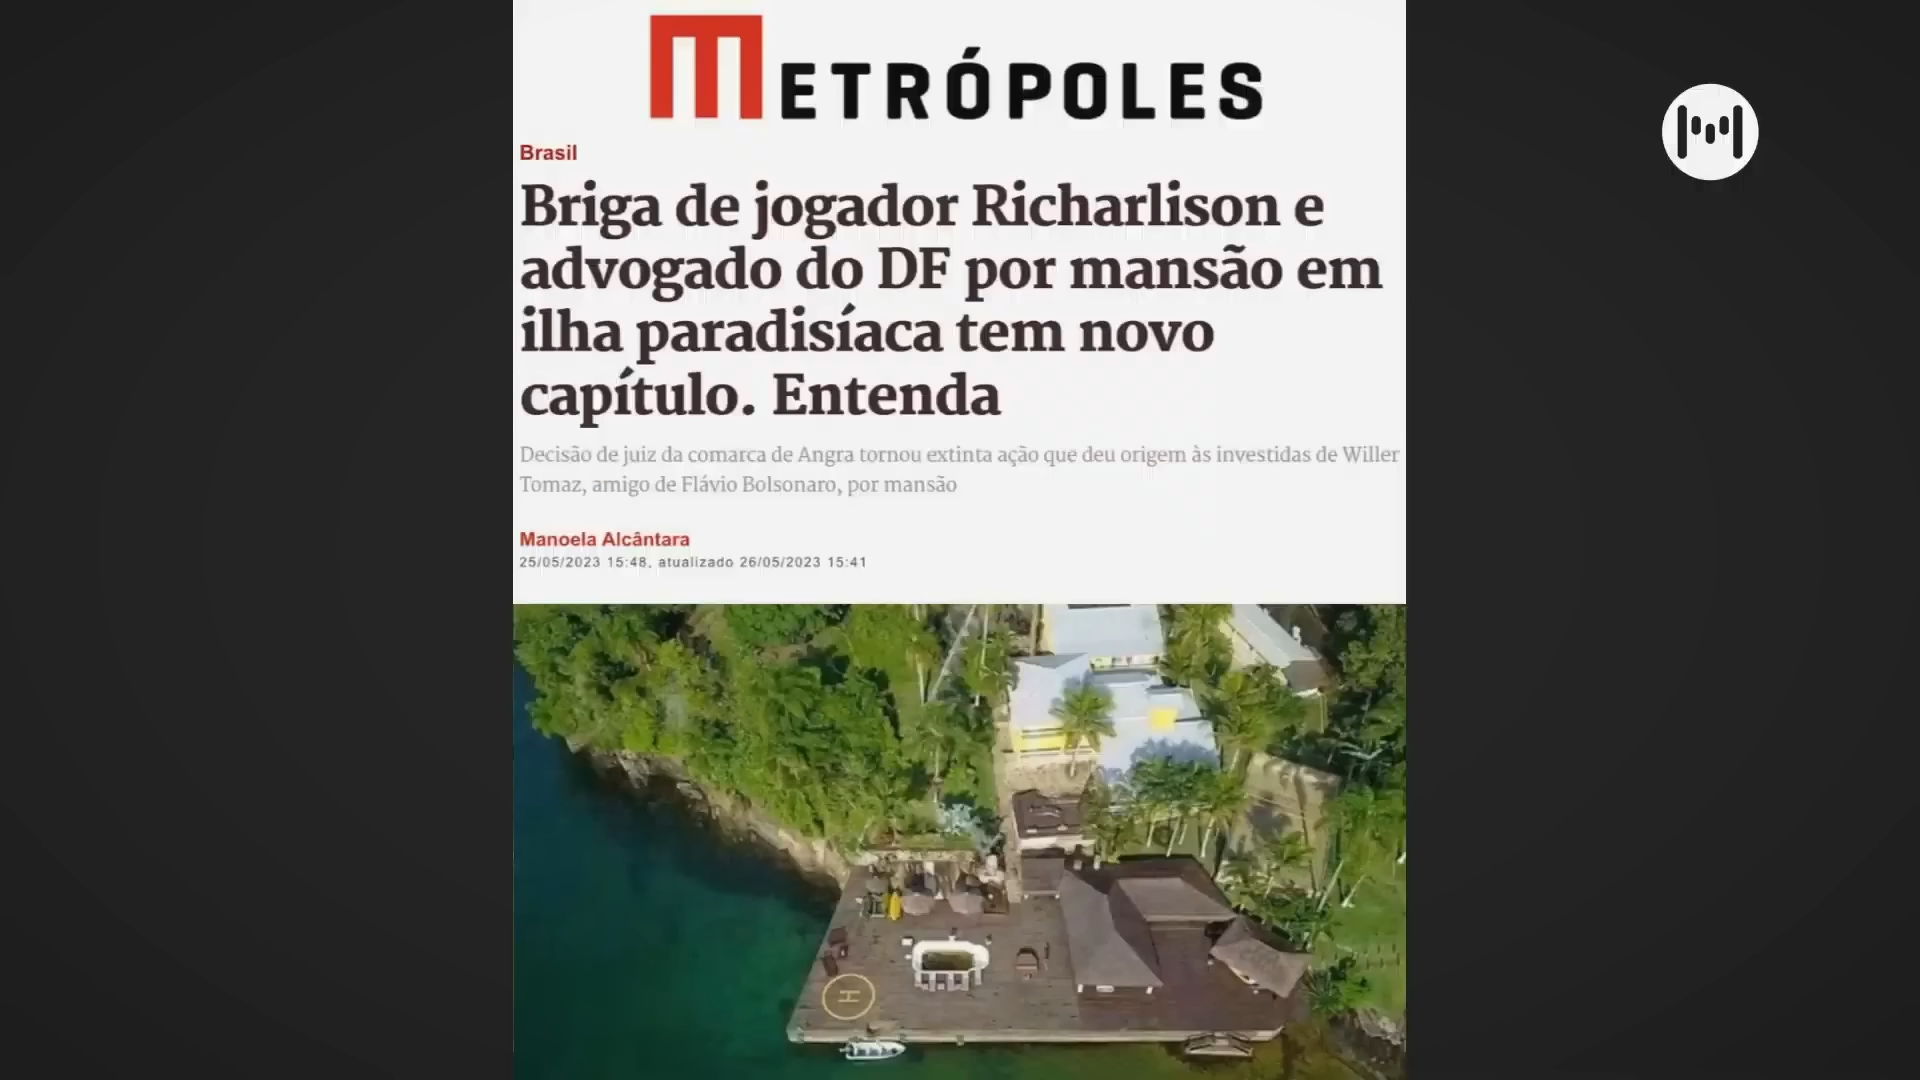 METRÓPOLES
Brasil
Briga de jogador Richarlison e
advogado do DF por mansão em
ilha paradisíaca tem novo
capítulo. Entenda
Decisão de juiz da comarca de Angra tornou extinta ação que deu origem às investidas de Willer
Tomaz, amigo de Flávio Bolsonaro, por mansão
Manoela Alcântara
25/05/2023 15:48, atualizado 26/05/2023 15:41
H